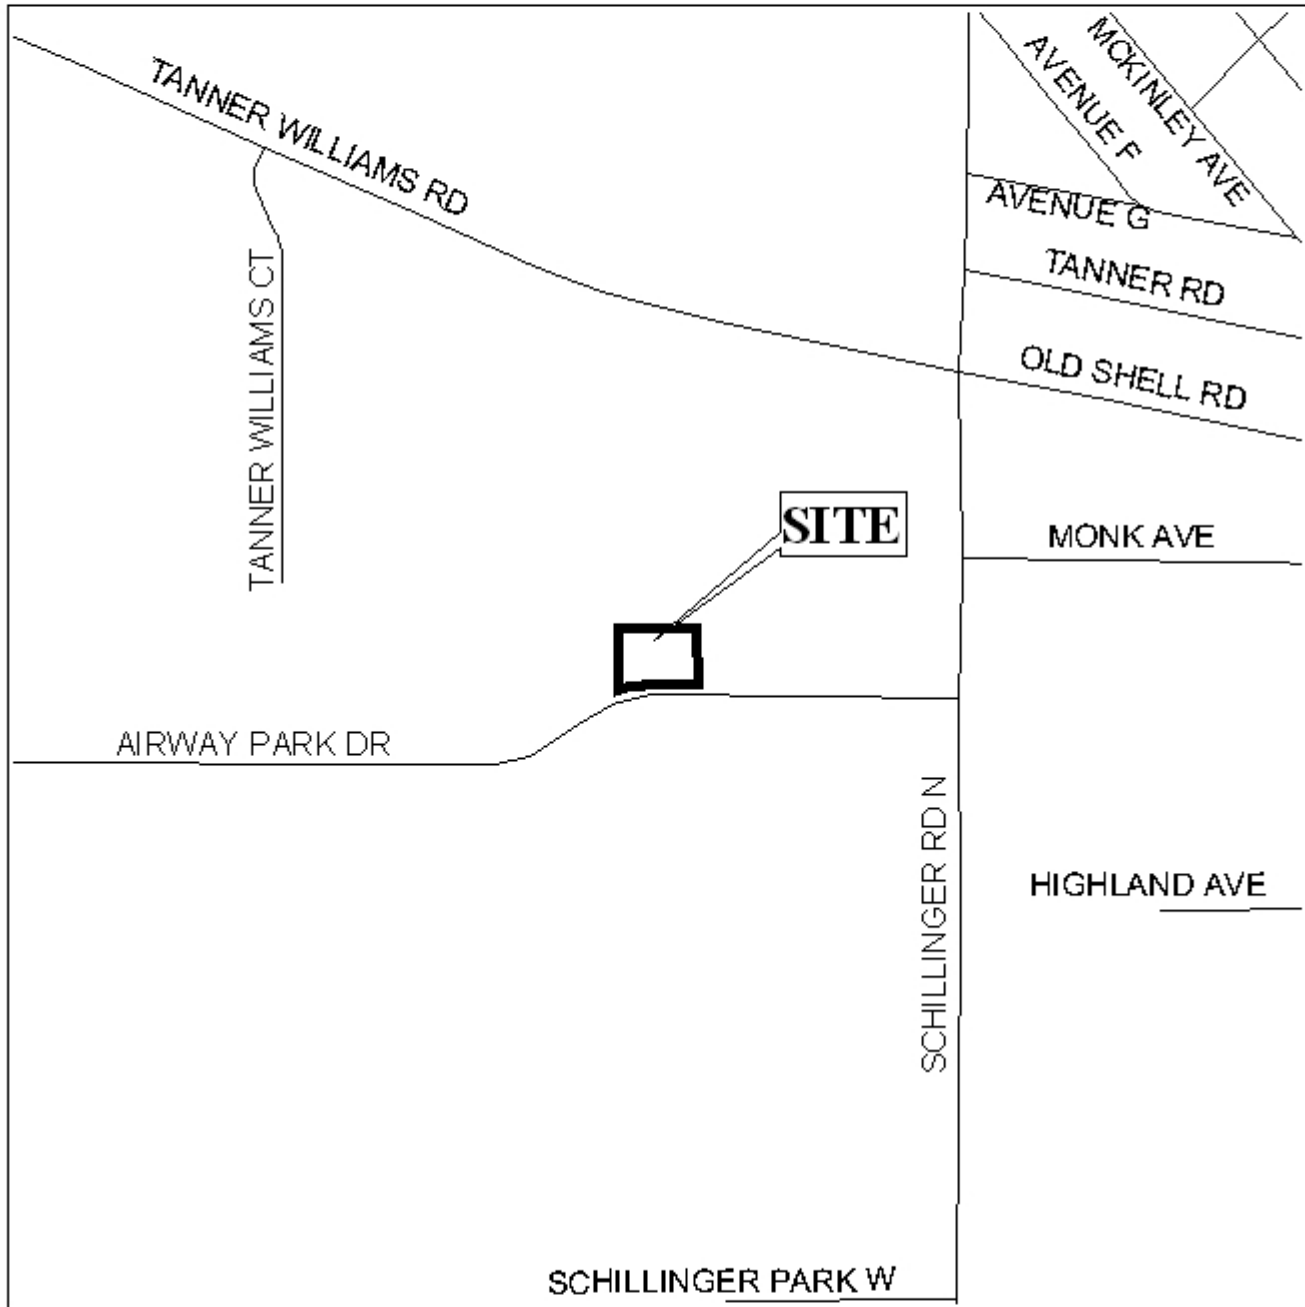 TANNER WILLIAMS RD
AVENUE F
MCKINLEY AVE
AVENUE G
TANNER RD
TANNER WILLIAMS CT
OLD SHELL RD
SITE
MONK AVE
AIRWAY PARK DR
SCHILLINGER RD N
HIGHLAND AVE
SCHILLINGER PARK W